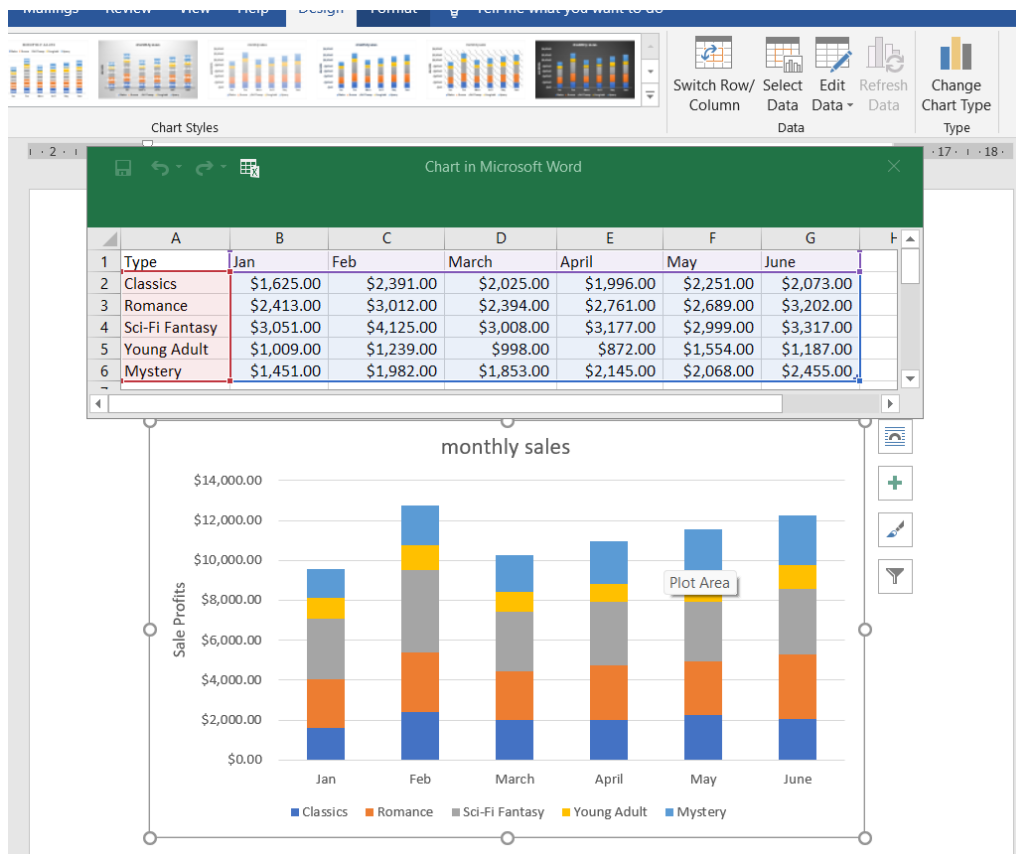 Mailings Review View Help Design Format Tell me what you want to do
Switch Row/ Column
Select Data
Edit Data
Refresh Data
Change Chart Type
Chart Styles
Data
Type
2
17 18
Chart in Microsoft Word
A B C D E F G H
1 Type Jan Feb March April May June
2 Classics $1,625.00 $2,391.00 $2,025.00 $1,996.00 $2,251.00 $2,073.00
3 Romance $2,413.00 $3,012.00 $2,394.00 $2,761.00 $2,689.00 $3,202.00
4 Sci-Fi Fantasy $3,051.00 $4,125.00 $3,008.00 $3,177.00 $2,999.00 $3,317.00
5 Young Adult $1,009.00 $1,239.00 $998.00 $872.00 $1,554.00 $1,187.00
6 Mystery $1,451.00 $1,982.00 $1,853.00 $2,145.00 $2,068.00 $2,455.00
monthly sales
$14,000.00
$12,000.00
$10,000.00
$8,000.00
$6,000.00
$4,000.00
$2,000.00
$0.00
Sale Profits
Plot Area
Jan Feb March April May June
Classics Romance Sci-Fi Fantasy Young Adult Mystery